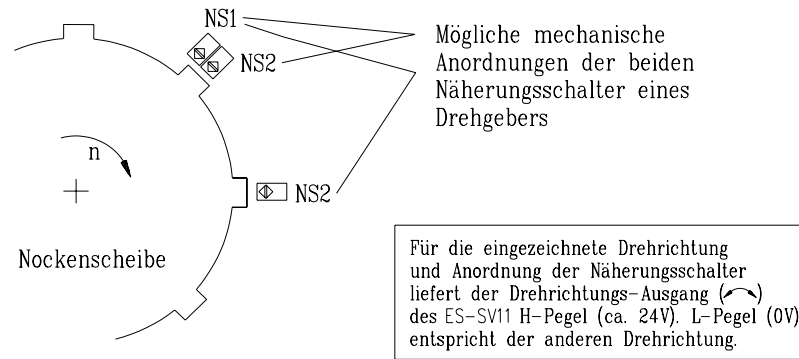 NS1
NS2
Mögliche mechanische
Anordnungen der beiden
Näherungsschalter eines
Drehgebers
n
NS2
Nockenscheibe
Für die eingezeichnete Drehrichtung
und Anordnung der Näherungsschalter
liefert der Drehrichtungs-Ausgang ( )
des ES-SV11 H-Pegel (ca. 24V). L-Pegel (0V)
entspricht der anderen Drehrichtung.